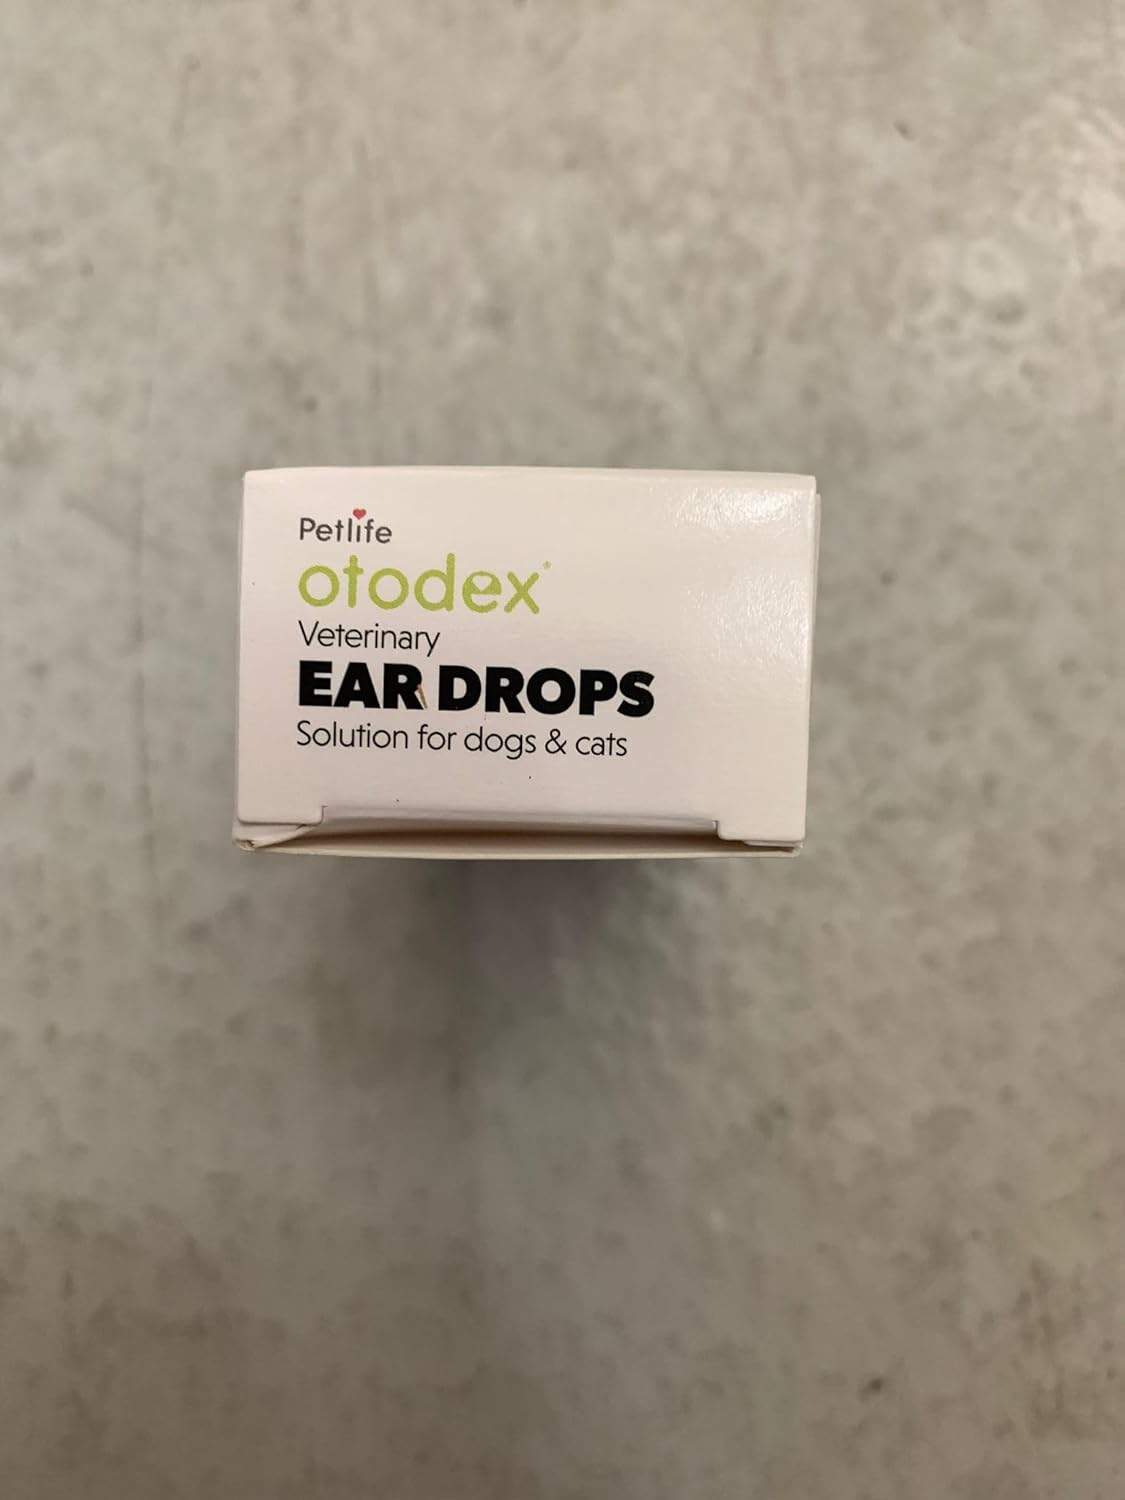 Petlife
otodex®
Veterinary
EAR DROPS
Solution for dogs & cats